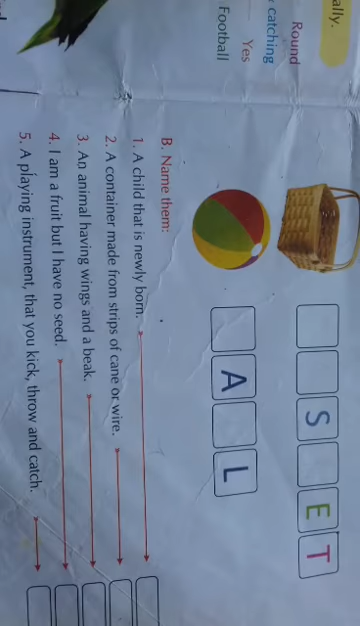 ally.
Round
catching
Yes
Football
S E T
A L
B. Name them:
1. A child that is newly born.
2. A container made from strips of cane or wire.
3. An animal having wings and a beak.
4. I am a fruit but I have no seed.
5. A playing instrument, that you kick, throw and catch.